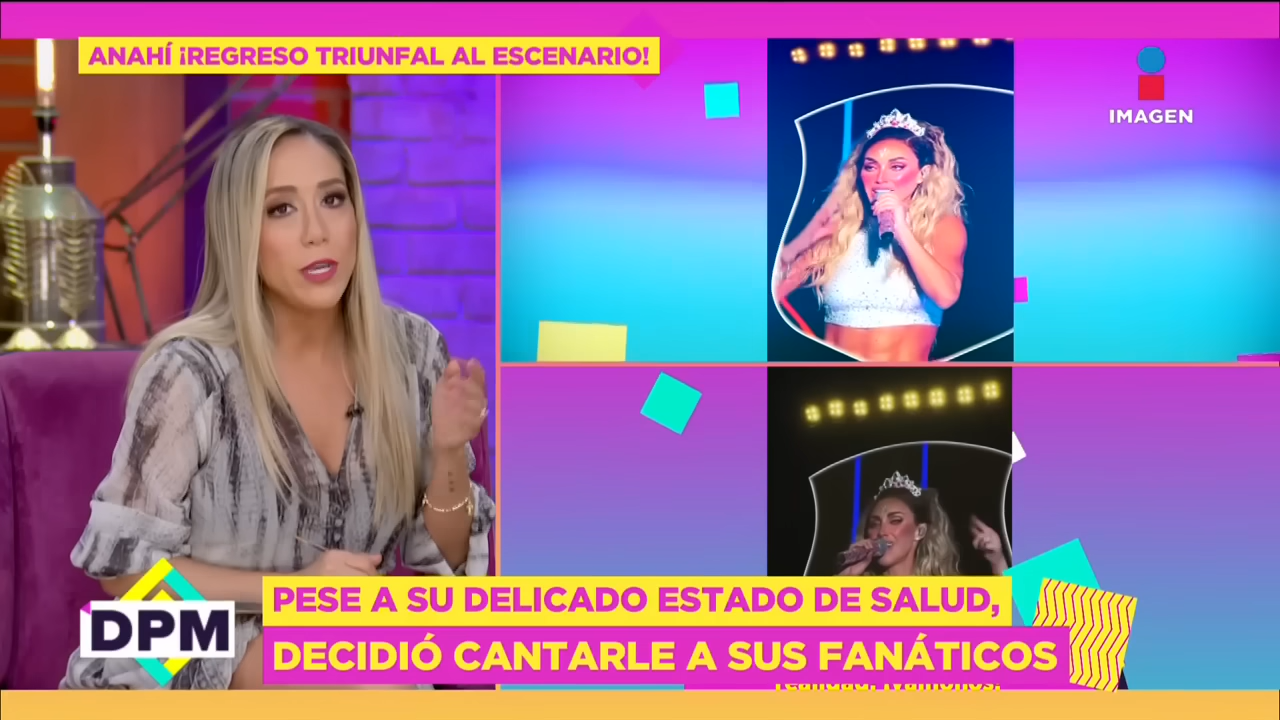 ANAHÍ ¡REGRESO TRIUNFAL AL ESCENARIO!
IMAGEN
DPM
PESE A SU DELICADO ESTADO DE SALUD,
DECIDIÓ CANTARLE A SUS FANÁTICOS